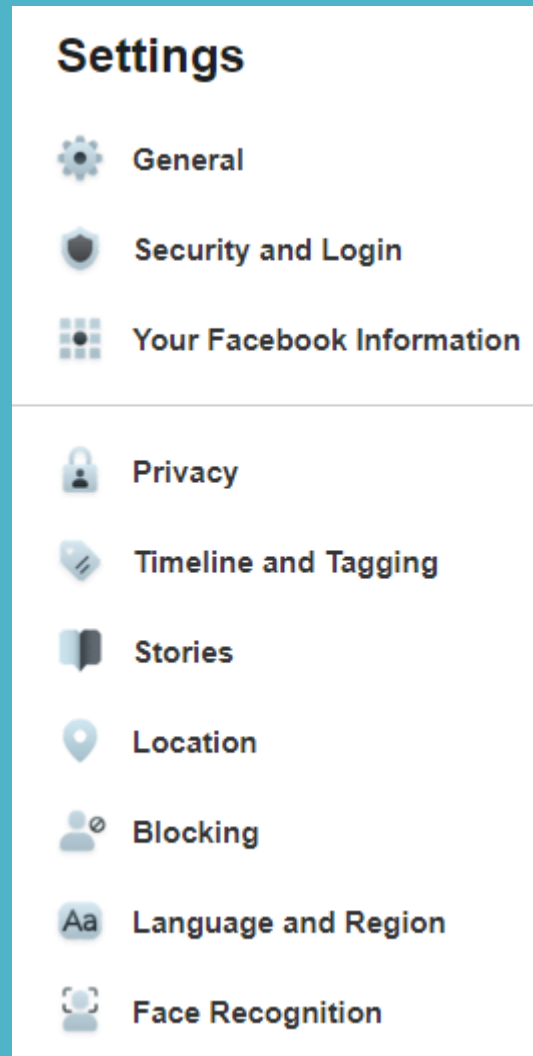 Settings
General
Security and Login
Your Facebook Information
Privacy
Timeline and Tagging
Stories
Location
Blocking
Aa Language and Region
Face Recognition